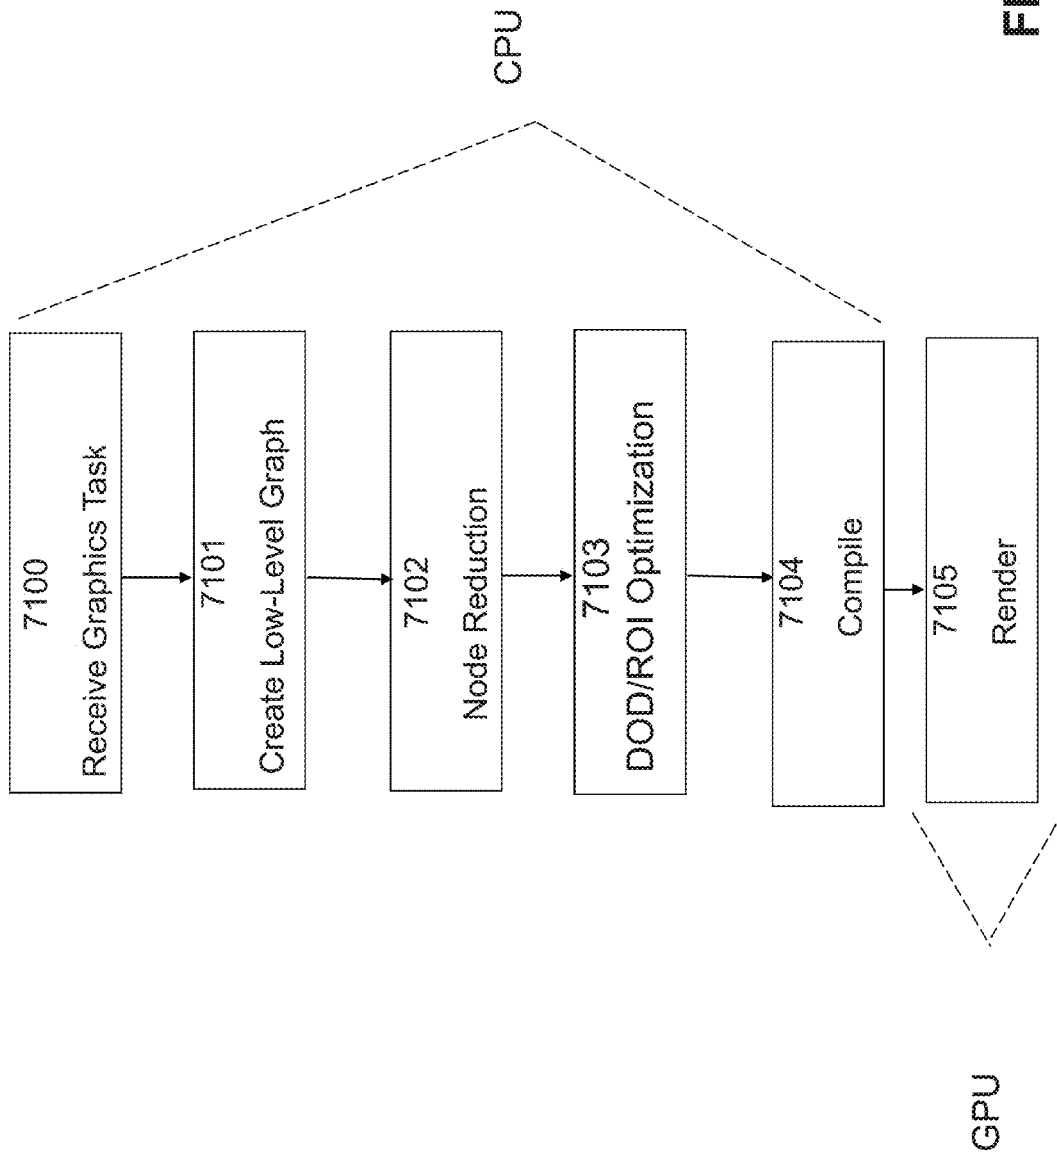 7100
Receive Graphics Task
7101
Create Low-Level Graph
7102
Node Reduction
7103
DOD/ROI Optimization
7104
Compile
7105
Render
CPU
GPU